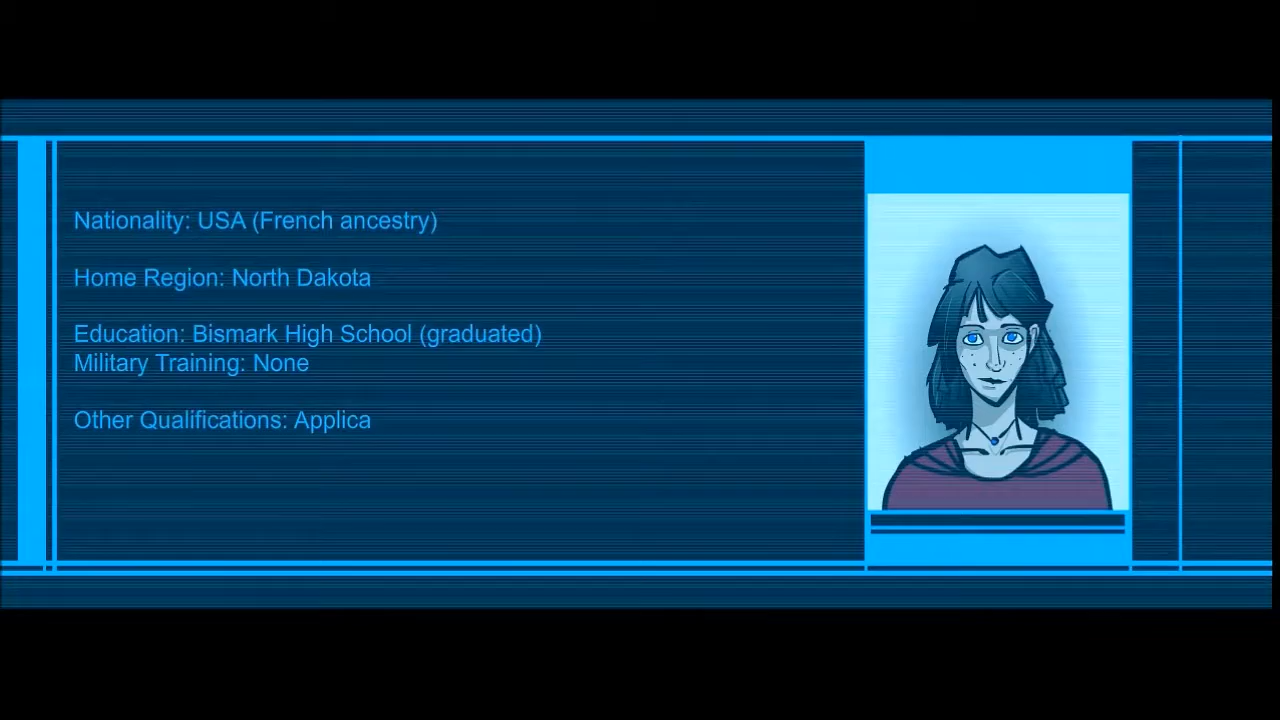 Nationality: USA (French ancestry)
Home Region: North Dakota
Education: Bismark High School (graduated)
Military Training: None
Other Qualifications: Applica